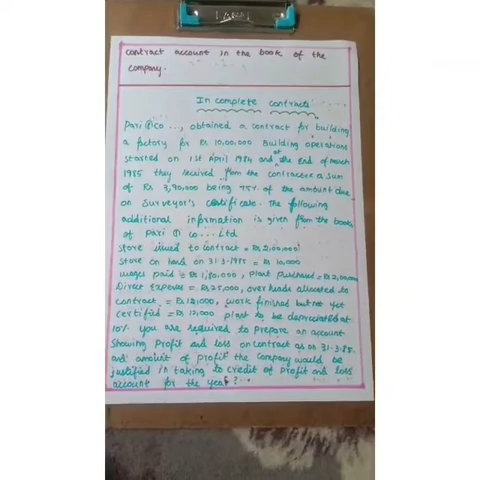 contract account in the book of the
company.
In complete contracts
Pari & Co ..., obtained a contract for building
a factory for Rs 10,00,000 Building operations
started on 1st April 1984 and at the end of march
1985 they received from the contractee a sum
of Rs 3,90,000 being 75% of the amount due
on Surveyor's certificate. The following
additional information is given from the books
of Pari & co... Ltd
Store issued to contract = Rs 2,00,000
Store on hand on 31.3.1985 = Rs 10,000
wages paid = Rs 1,80,000, plant purchased = Rs 2,00,000
Direct Expense = Rs 25,000, over heads allocated to
contract = Rs 12,000, work finished but not yet
certified = Rs 12,000 plant to be depreciated at
10% you are required to prepare an account
showing profit and loss on contract as on 31.3.85.
and amount of profit the company would be
justified in taking to credit of profit and loss
account for the year?